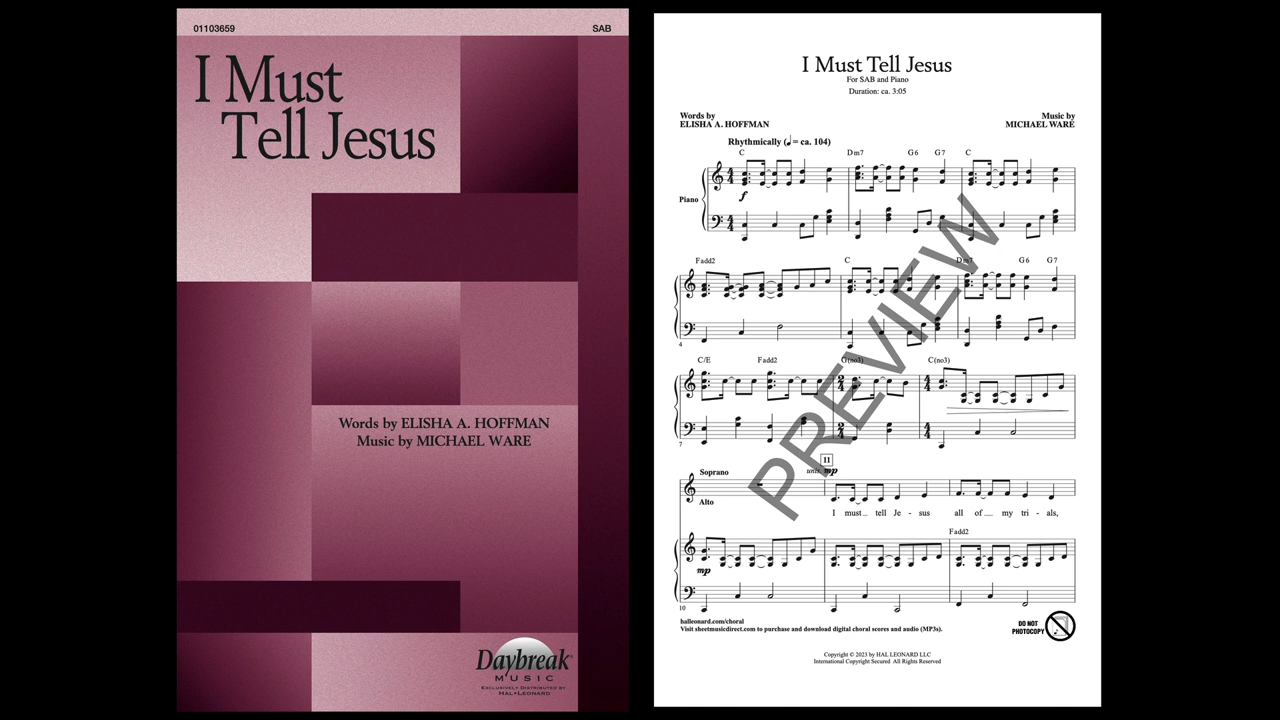 01103659
SAB
I Must
Tell Jesus
Words by ELISHA A. HOFFMAN
Music by MICHAEL WARE
Daybreak
MUSIC
EXCLUSIVELY DISTRIBUTED BY
HAL•LEONARD
I Must Tell Jesus
For SAB and Piano
Duration: ca. 3:05
Words by
ELISHA A. HOFFMAN
Music by
MICHAEL WARE
Rhythmically (♩= ca. 104)
C Dm7 G6 G7 C
Piano
f
Fadd2 C Dm7 G6 G7
4
C/E Fadd2 G(no3) C(no3)
7
11
Soprano
unis. mp
Alto
I must tell Je - sus all of my tri - als,
Fadd2
mp
10
PREVIEW
halleonard.com/choral
Visit sheetmusicdirect.com to purchase and download digital choral scores and audio (MP3s).
DO NOT
PHOTOCOPY
Copyright © 2023 by HAL LEONARD LLC
International Copyright Secured All Rights Reserved